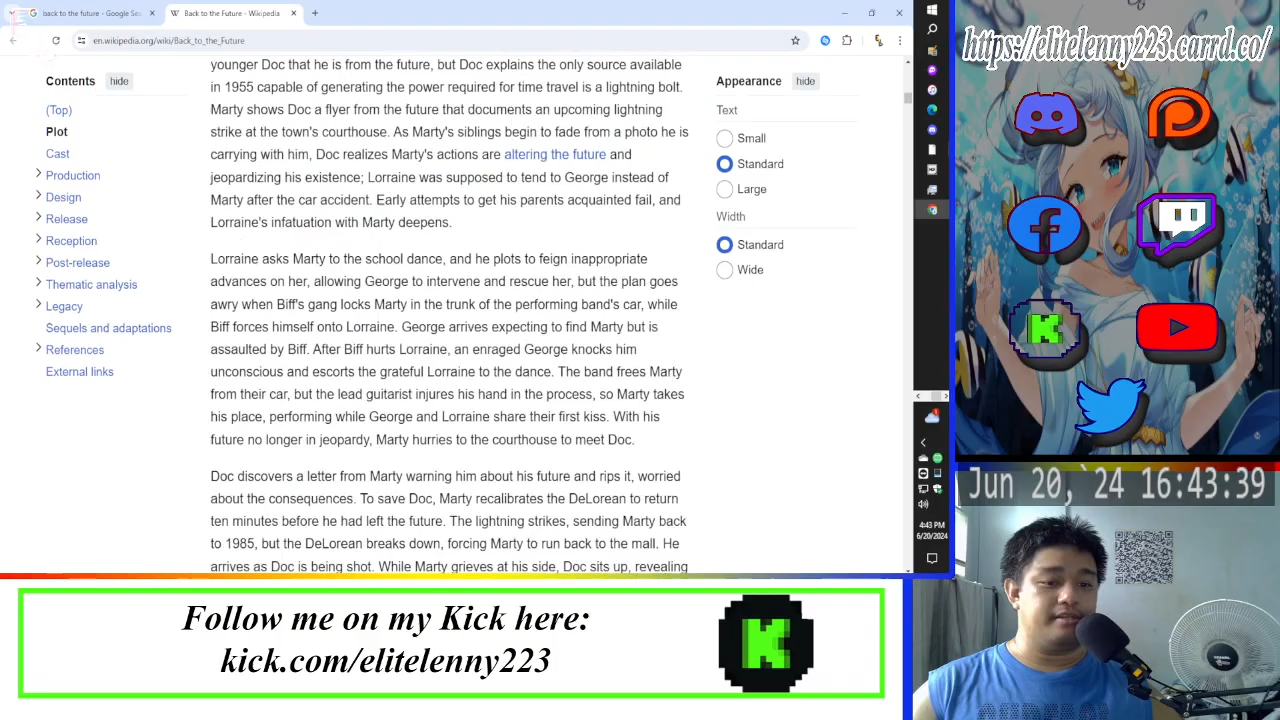 back to the future - Google Sea
Back to the Future - Wikipedia
en.wikipedia.org/wiki/Back_to_the_Future
Contents hide
(Top)
Plot
Cast
Production
Design
Release
Reception
Post-release
Thematic analysis
Legacy
Sequels and adaptations
References
External links
younger Doc that he is from the future, but Doc explains the only source available
in 1955 capable of generating the power required for time travel is a lightning bolt.
Marty shows Doc a flyer from the future that documents an upcoming lightning
strike at the town's courthouse. As Marty's siblings begin to fade from a photo he is
carrying with him, Doc realizes Marty's actions are altering the future and
jeopardizing his existence; Lorraine was supposed to tend to George instead of
Marty after the car accident. Early attempts to get his parents acquainted fail, and
Lorraine's infatuation with Marty deepens.
Lorraine asks Marty to the school dance, and he plots to feign inappropriate
advances on her, allowing George to intervene and rescue her, but the plan goes
awry when Biff's gang locks Marty in the trunk of the performing band's car, while
Biff forces himself onto Lorraine. George arrives expecting to find Marty but is
assaulted by Biff. After Biff hurts Lorraine, an enraged George knocks him
unconscious and escorts the grateful Lorraine to the dance. The band frees Marty
from their car, but the lead guitarist injures his hand in the process, so Marty takes
his place, performing while George and Lorraine share their first kiss. With his
future no longer in jeopardy, Marty hurries to the courthouse to meet Doc.
Doc discovers a letter from Marty warning him about his future and rips it, worried
about the consequences. To save Doc, Marty recalibrates the DeLorean to return
ten minutes before he had left the future. The lightning strikes, sending Marty back
to 1985, but the DeLorean breaks down, forcing Marty to run back to the mall. He
arrives as Doc is being shot. While Marty grieves at his side, Doc sits up, revealing
Appearance hide
Text
Small
Standard
Large
Width
Standard
Wide
4:43 PM
6/20/2024
https://elitelenny223.carrd.co/
Jun 20, `24 16:43:39
Follow me on my Kick here:
kick.com/elitelenny223
K